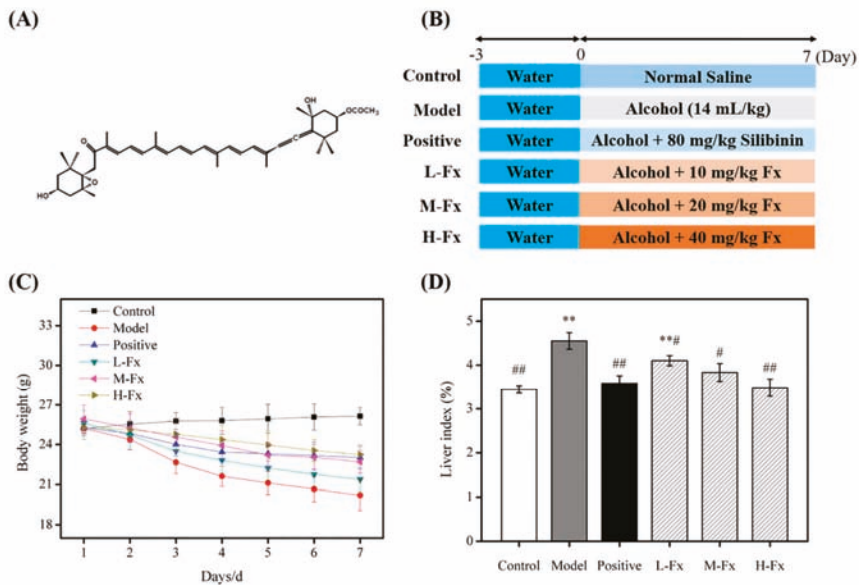 (A)
OH
OCOCH3
O
O
HO
(B)
-3 0 7 (Day)
Control Water Normal Saline
Model Water Alcohol (14 mL/kg)
Positive Water Alcohol + 80 mg/kg Silibinin
L-Fx Water Alcohol + 10 mg/kg Fx
M-Fx Water Alcohol + 20 mg/kg Fx
H-Fx Water Alcohol + 40 mg/kg Fx
(C)
Control
Model
Positive
L-Fx
M-Fx
H-Fx
Body weight (g)
33
30
27
24
21
18
1 2 3 4 5 6 7
Days/d
(D)
Liver index (%)
5
4
3
2
1
0
## ** ## **# # ##
Control Model Positive L-Fx M-Fx H-Fx